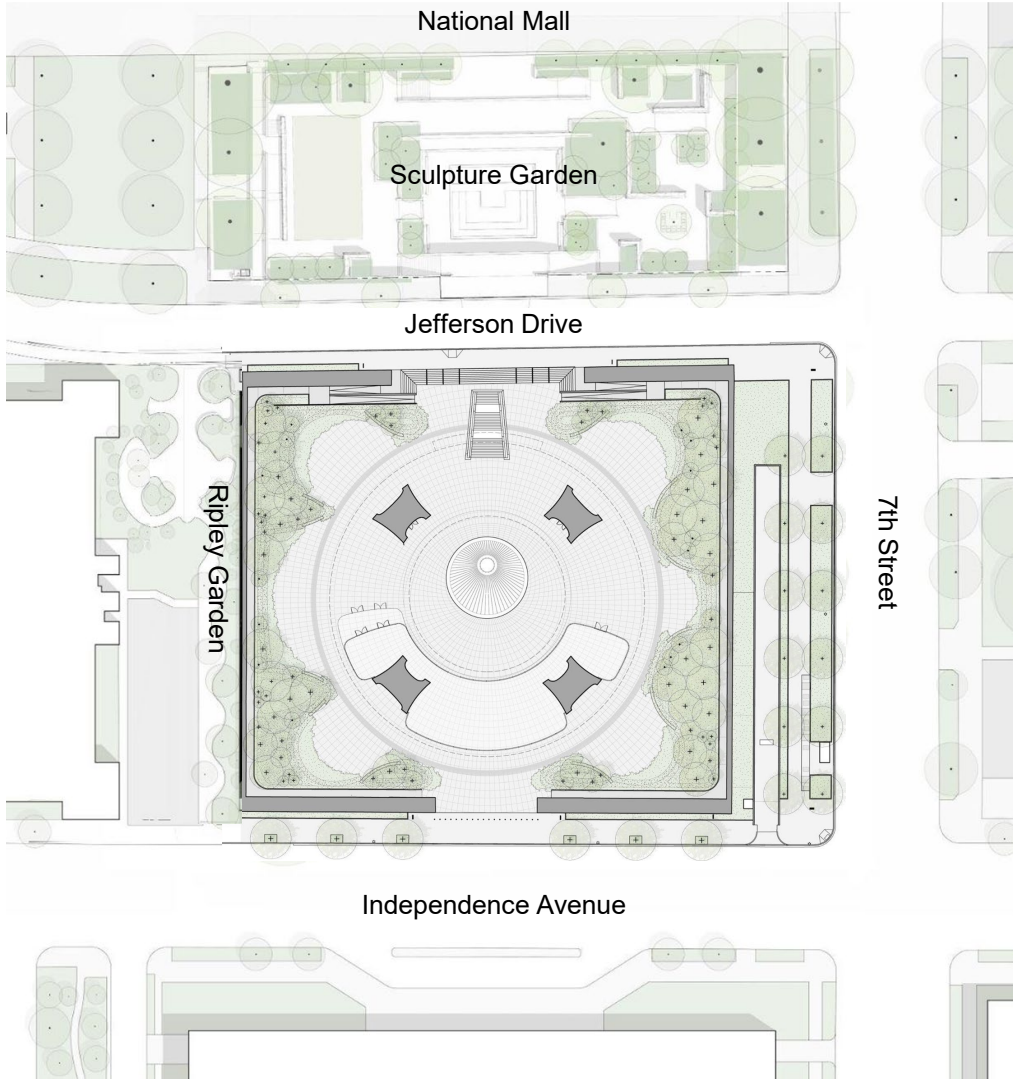 National Mall
Sculpture Garden
Jefferson Drive
Ripley Garden
7th Street
Independence Avenue